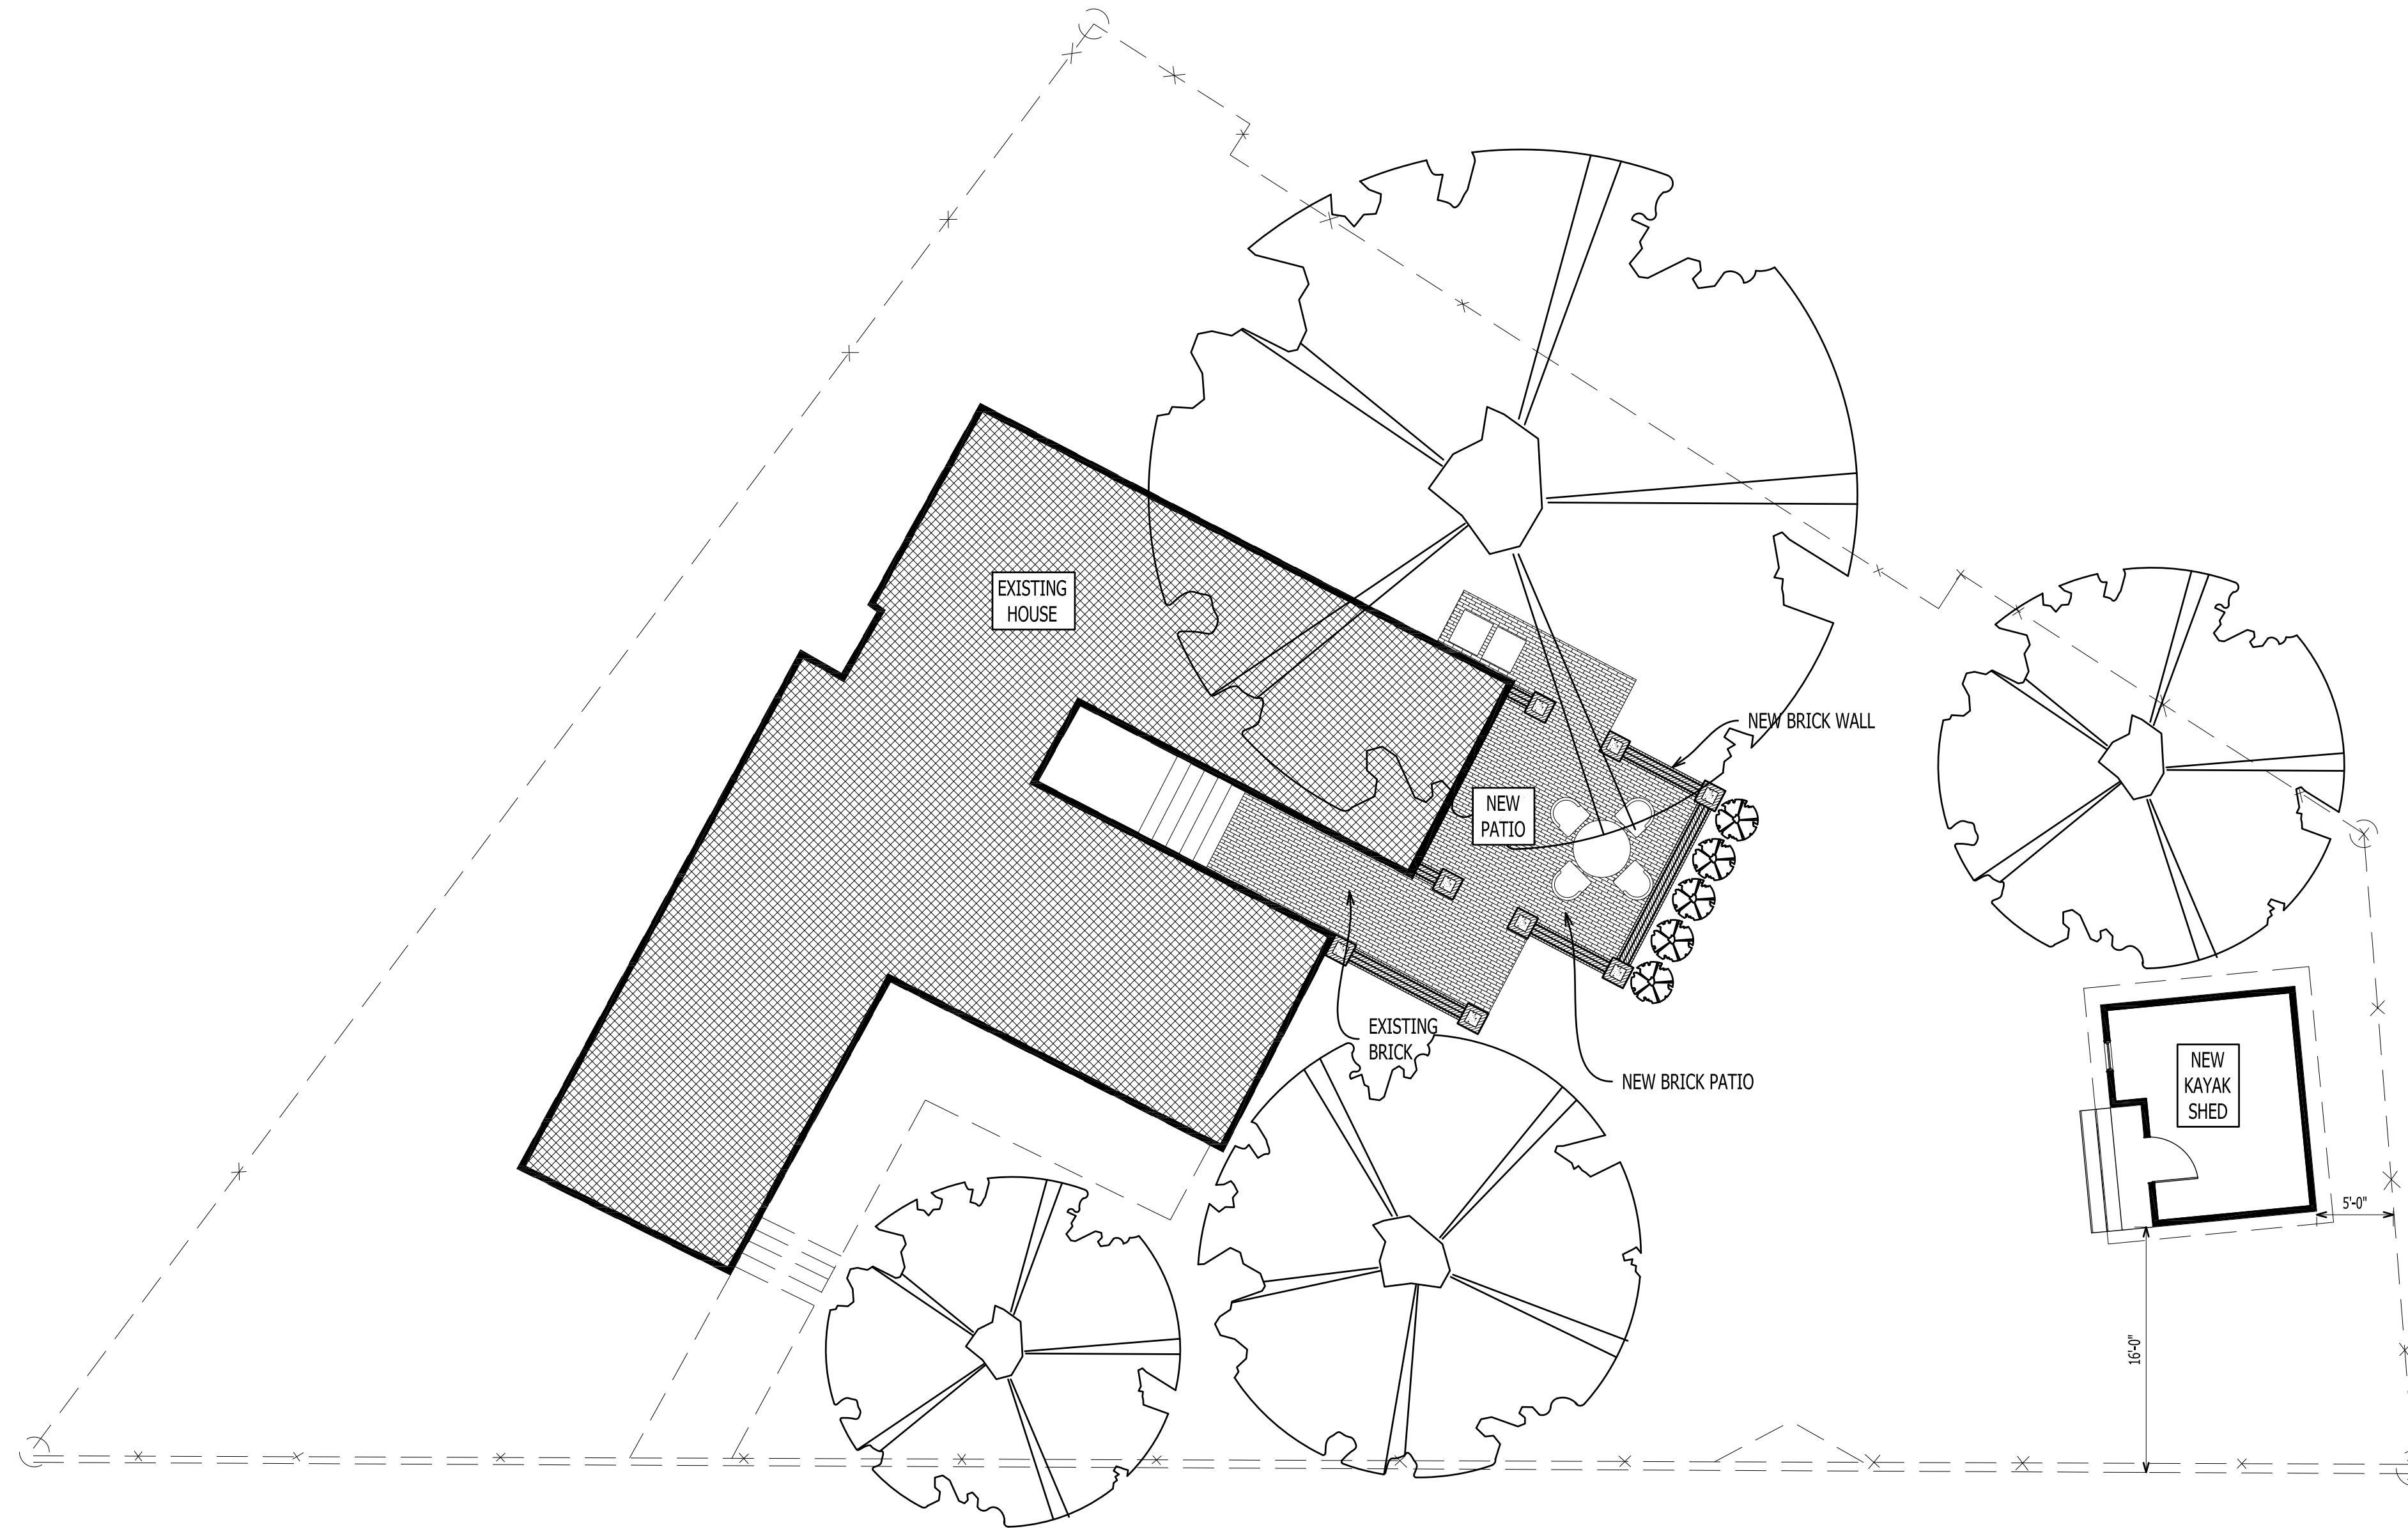 EXISTING
HOUSE
NEW BRICK WALL
NEW
PATIO
EXISTING
BRICK
NEW BRICK PATIO
NEW
KAYAK
SHED
5'-0"
16'-0"